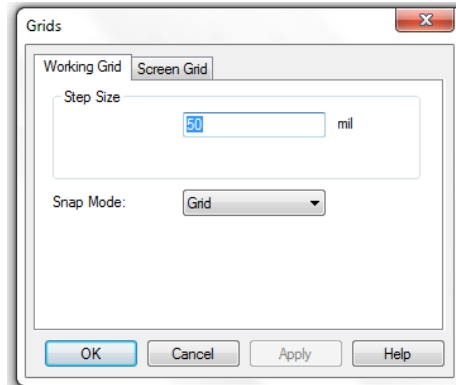 Grids
Working Grid Screen Grid
Step Size
50 mil
Snap Mode: Grid
OK Cancel Apply Help